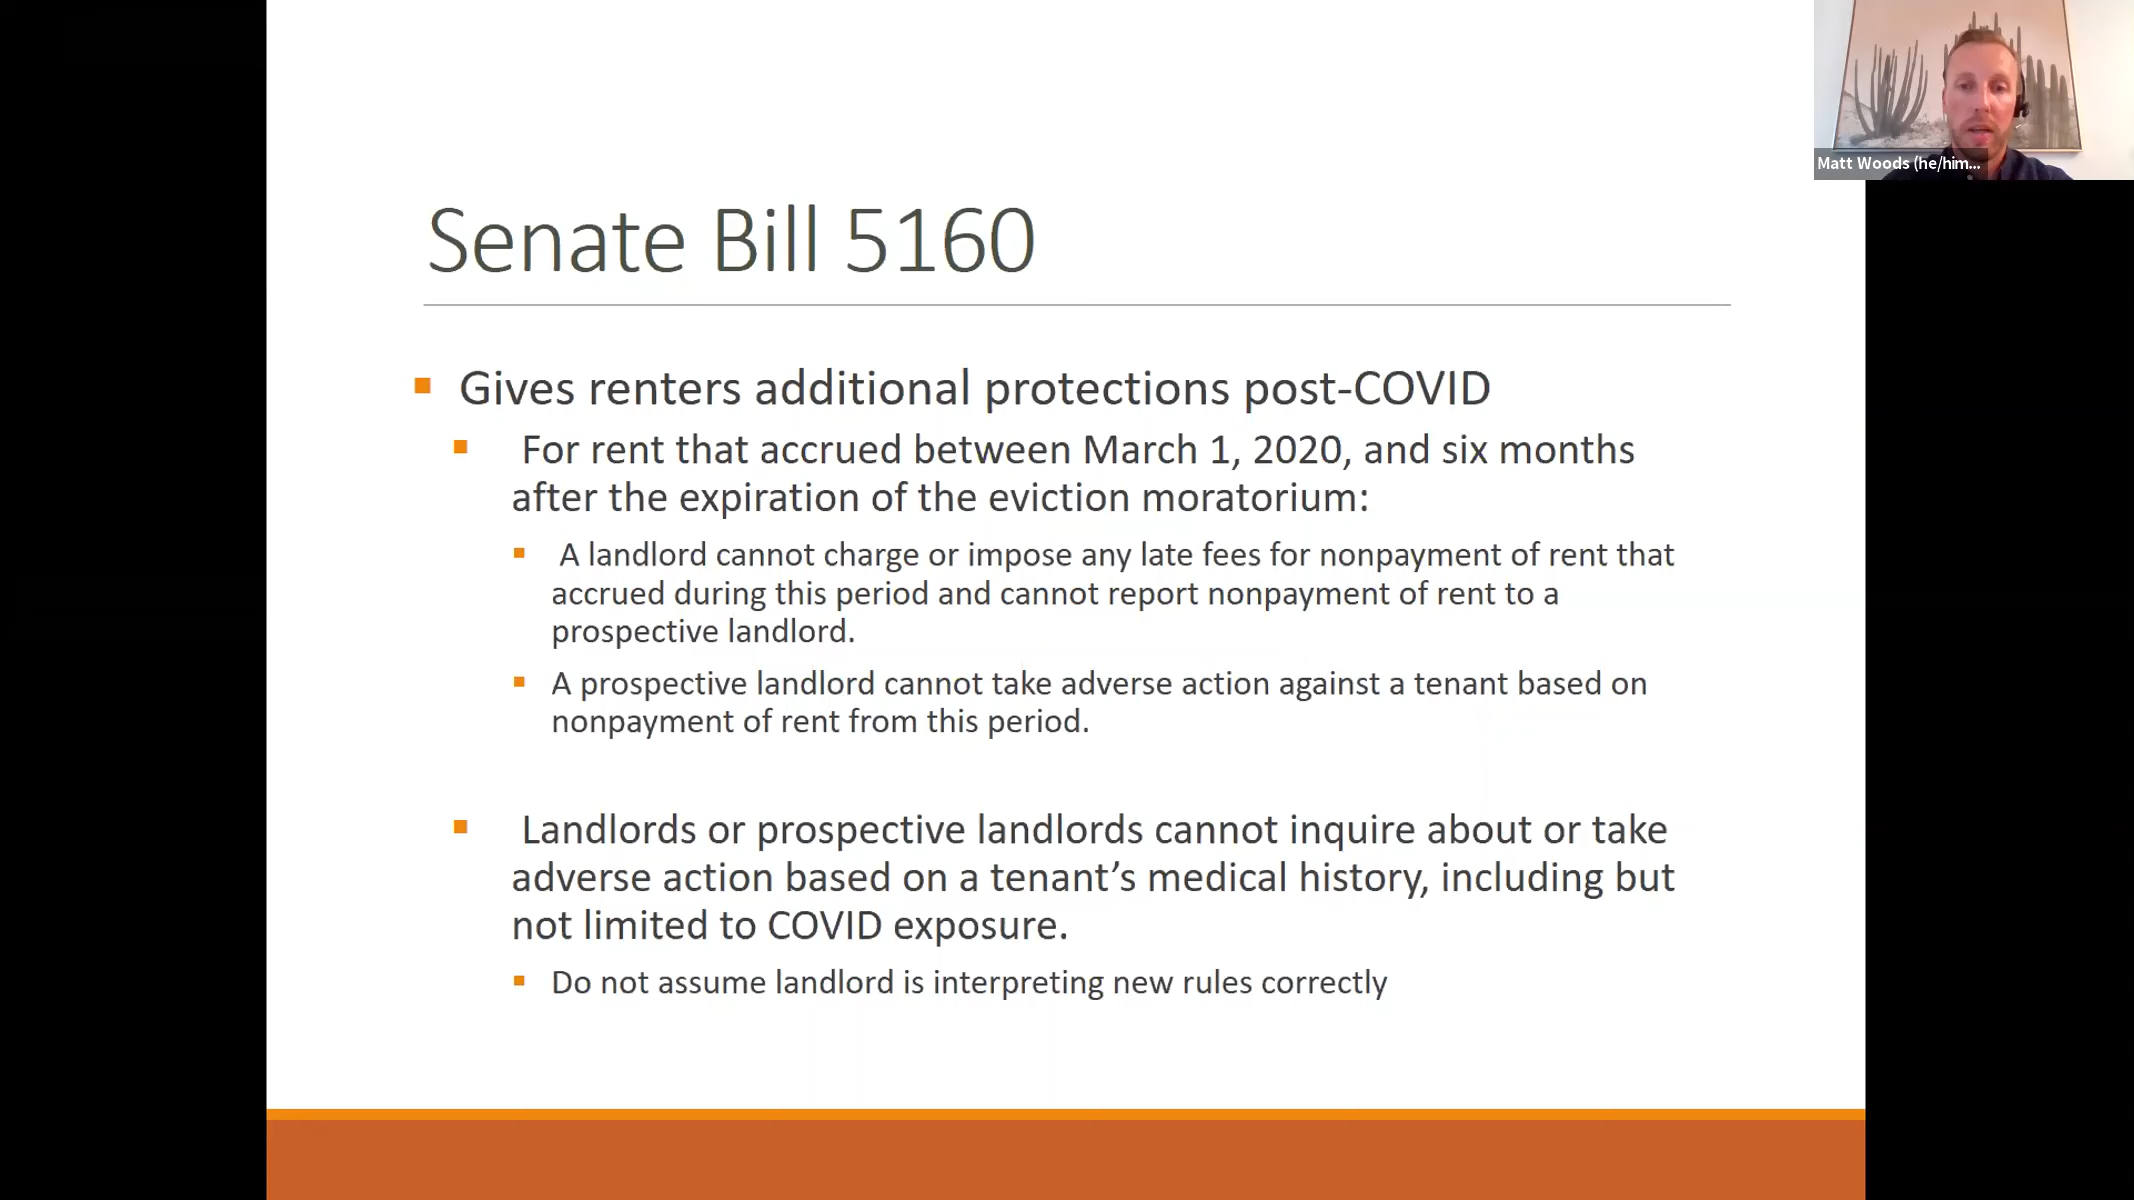 Matt Woods (he/him...
Senate Bill 5160
Gives renters additional protections post-COVID
For rent that accrued between March 1, 2020, and six months
after the expiration of the eviction moratorium:
A landlord cannot charge or impose any late fees for nonpayment of rent that
accrued during this period and cannot report nonpayment of rent to a
prospective landlord.
A prospective landlord cannot take adverse action against a tenant based on
nonpayment of rent from this period.
Landlords or prospective landlords cannot inquire about or take
adverse action based on a tenant’s medical history, including but
not limited to COVID exposure.
Do not assume landlord is interpreting new rules correctly